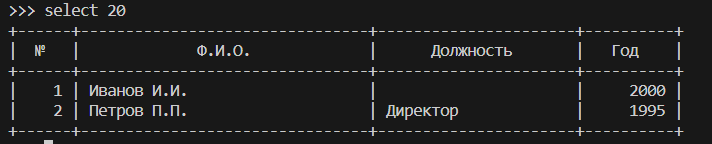 >>> select 20
+------+--------------------------------+--------------------+----------+
|  №   |             Ф.И.О.             |     Должность      |   Год    |
+------+--------------------------------+--------------------+----------+
|    1 | Иванов И.И.                    |                    |     2000 |
|    2 | Петров П.П.                    | Директор           |     1995 |
+------+--------------------------------+--------------------+----------+